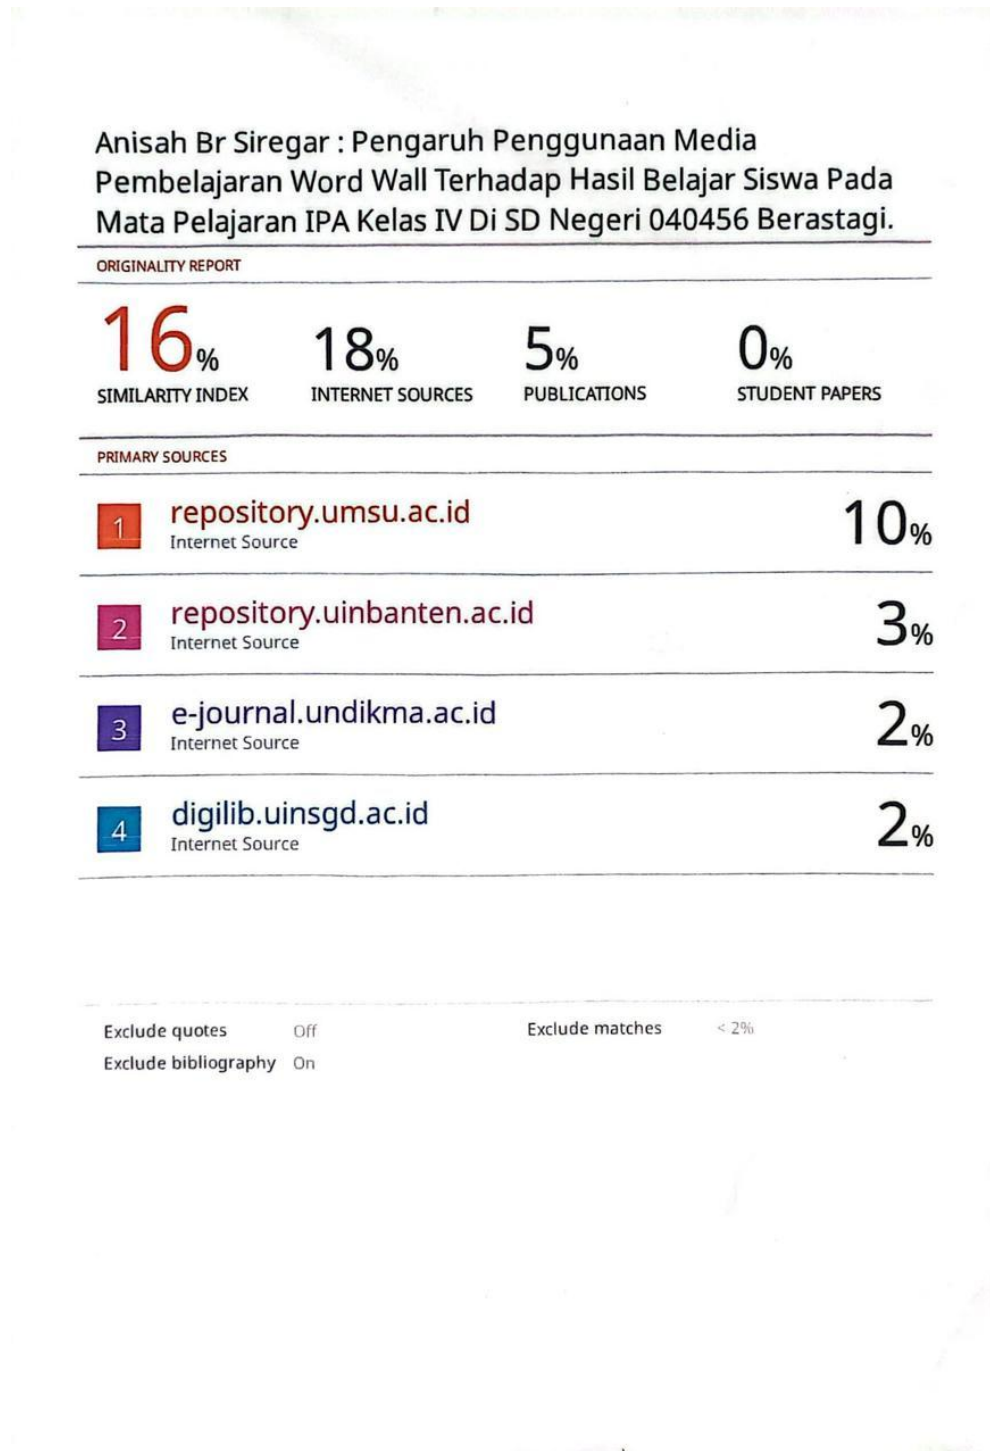 Anisah Br Siregar : Pengaruh Penggunaan Media
Pembelajaran Word Wall Terhadap Hasil Belajar Siswa Pada
Mata Pelajaran IPA Kelas IV Di SD Negeri 040456 Berastagi.
ORIGINALITY REPORT
16% 18% 5% 0%
SIMILARITY INDEX INTERNET SOURCES PUBLICATIONS STUDENT PAPERS
PRIMARY SOURCES
1 repository.umsu.ac.id 10%
Internet Source
2 repository.uinbanten.ac.id 3%
Internet Source
3 e-journal.undikma.ac.id 2%
Internet Source
4 digilib.uinsgd.ac.id 2%
Internet Source
Exclude quotes Off Exclude matches < 2%
Exclude bibliography On